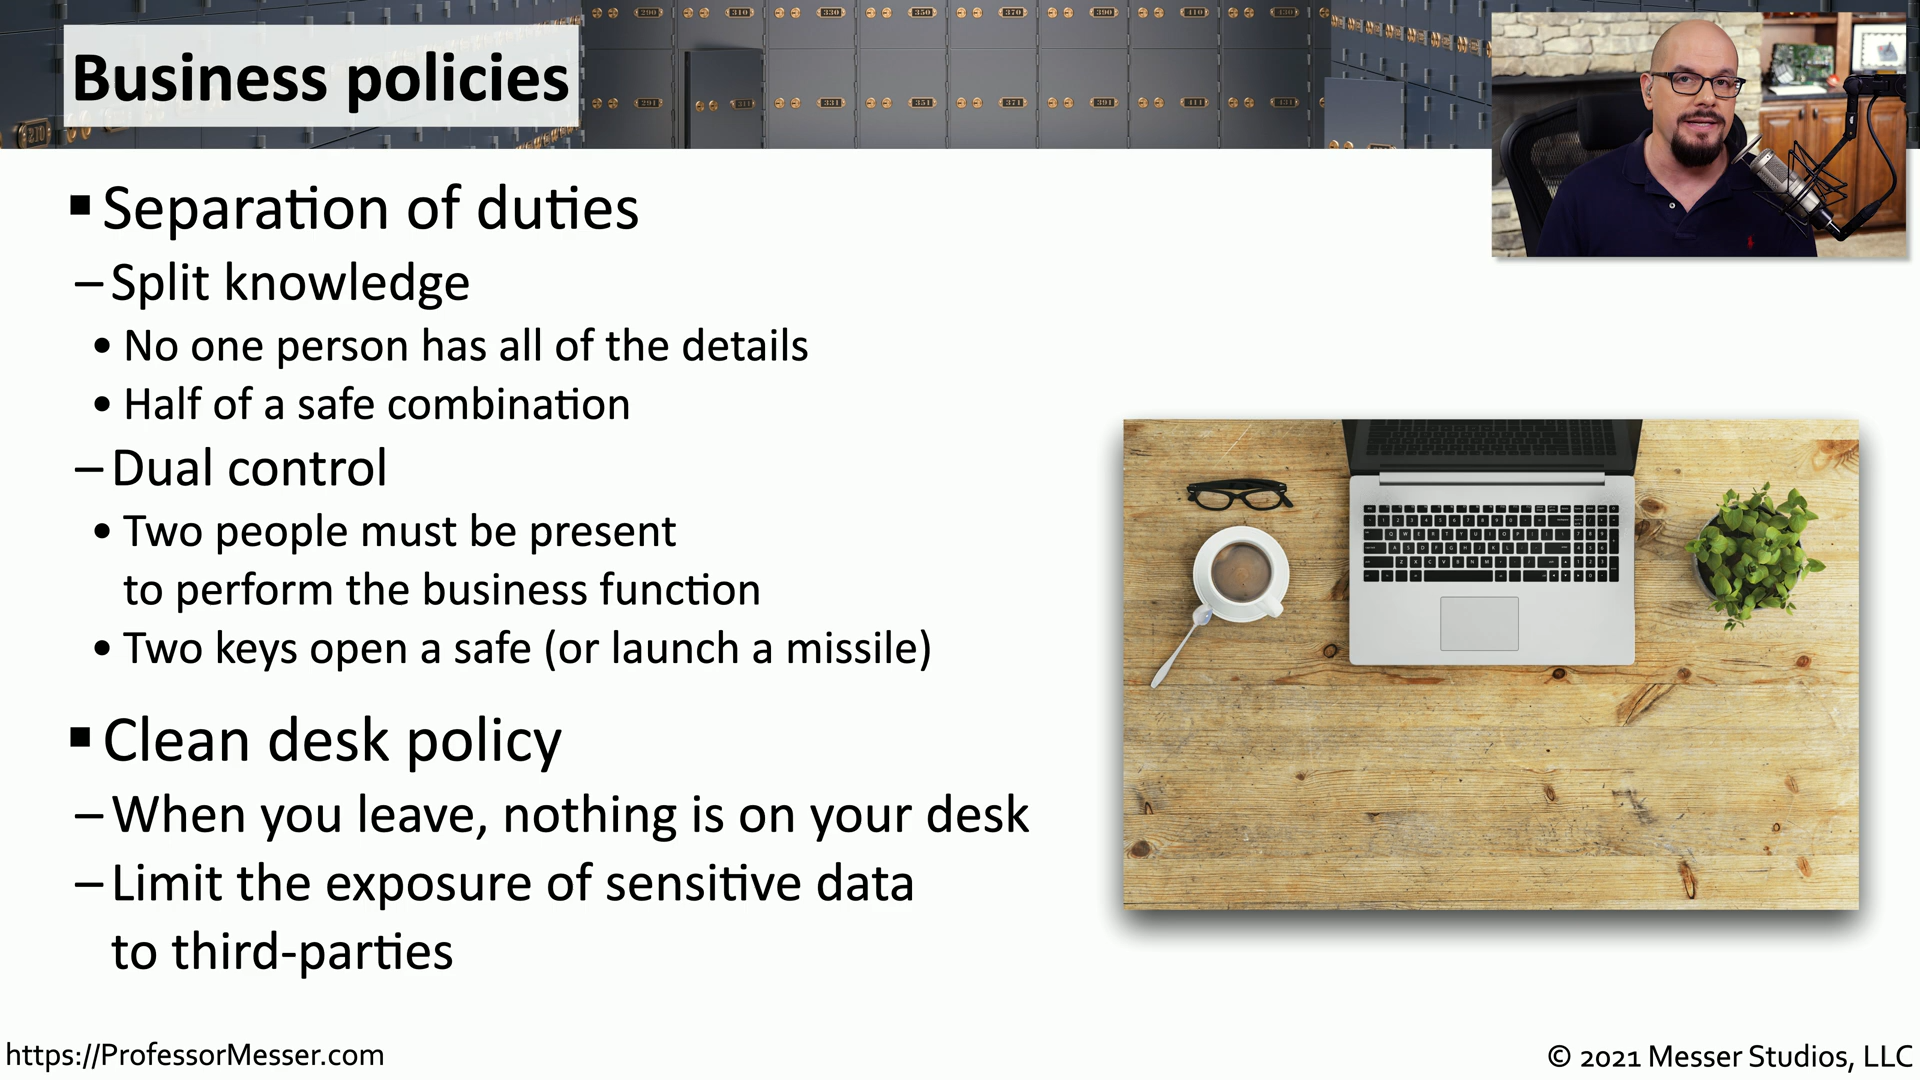 Business policies
Separation of duties
–Split knowledge
• No one person has all of the details
• Half of a safe combination
–Dual control
• Two people must be present
to perform the business function
• Two keys open a safe (or launch a missile)
Clean desk policy
–When you leave, nothing is on your desk
–Limit the exposure of sensitive data
to third-parties
https://ProfessorMesser.com
© 2021 Messer Studios, LLC